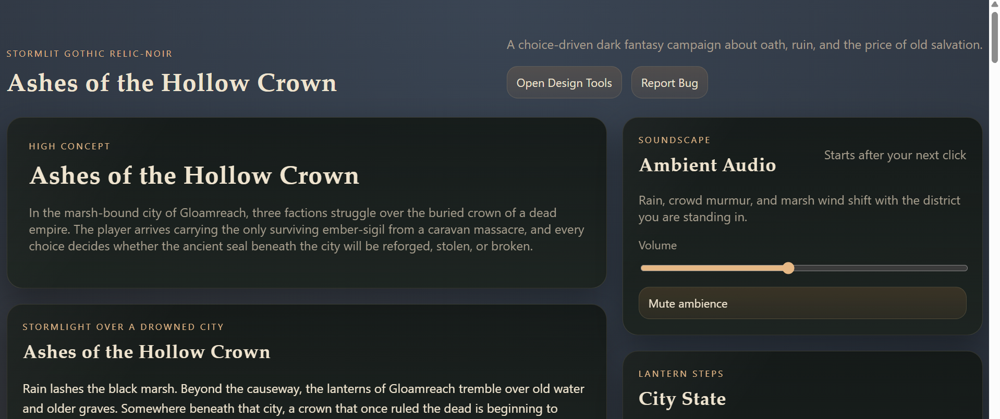 STORMLIT GOTHIC RELIC-NOIR
Ashes of the Hollow Crown
A choice-driven dark fantasy campaign about oath, ruin, and the price of old salvation.
Open Design Tools
Report Bug
HIGH CONCEPT
Ashes of the Hollow Crown
In the marsh-bound city of Gloamreach, three factions struggle over the buried crown of a dead
empire. The player arrives carrying the only surviving ember-sigil from a caravan massacre, and every
choice decides whether the ancient seal beneath the city will be reforged, stolen, or broken.
STORMLIGHT OVER A DROWNED CITY
Ashes of the Hollow Crown
Rain lashes the black marsh. Beyond the causeway, the lanterns of Gloamreach tremble over old water
and older graves. Somewhere beneath that city, a crown that once ruled the dead is beginning to
SOUNDSCAPE
Ambient Audio
Starts after your next click
Rain, crowd murmur, and marsh wind shift with the district
you are standing in.
Volume
Mute ambience
LANTERN STEPS
City State